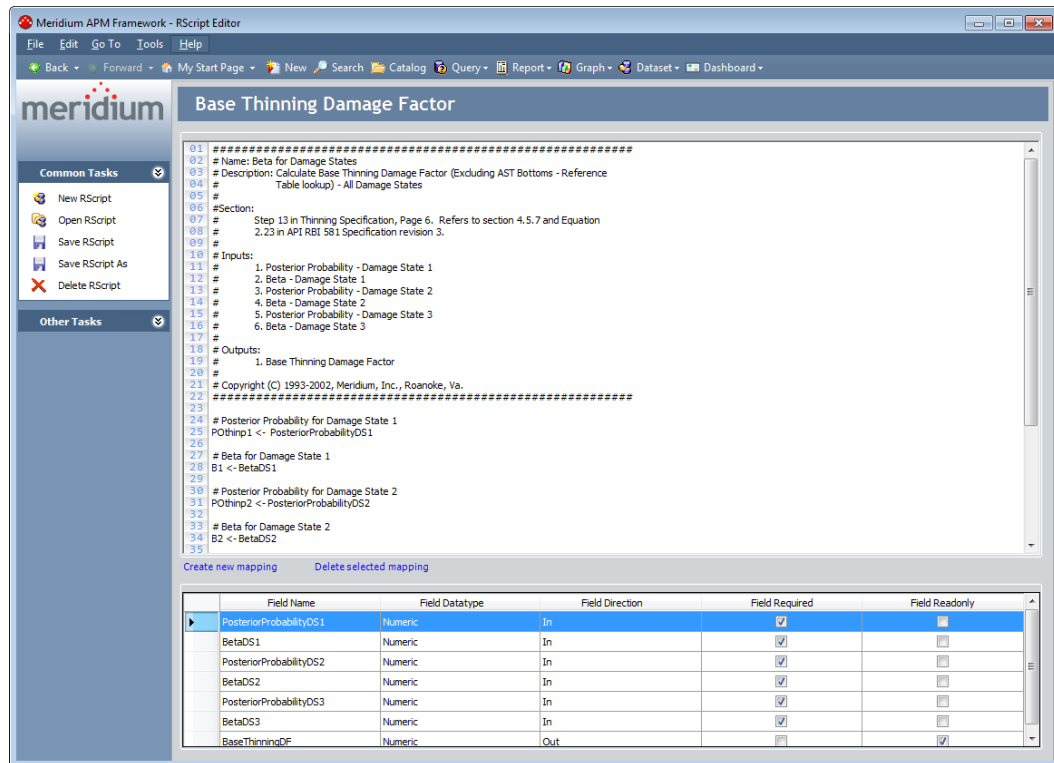 Meridium APM Framework - RScript Editor
File Edit Go To Tools Help
Back Forward My Start Page New Search Catalog Query Report Graph Dataset Dashboard
meridium
Base Thinning Damage Factor
Common Tasks
New RScript
Open RScript
Save RScript
Save RScript As
Delete RScript
Other Tasks
01 ##########################################################
02 # Name: Beta for Damage States
03 # Description: Calculate Base Thinning Damage Factor (Excluding AST Bottoms - Reference
04 # Table lookup) - All Damage States
05 #
06 #Section:
07 # Step 13 in Thinning Specification, Page 6. Refers to section 4.5.7 and Equation
08 # 2.23 in API RBI 581 Specification revision 3.
09 #
10 # Inputs:
11 # 1. Posterior Probability - Damage State 1
12 # 2. Beta - Damage State 1
13 # 3. Posterior Probability - Damage State 2
14 # 4. Beta - Damage State 2
15 # 5. Posterior Probability - Damage State 3
16 # 6. Beta - Damage State 3
17 #
18 # Outputs:
19 # 1. Base Thinning Damage Factor
20 #
21 # Copyright (C) 1993-2002, Meridium, Inc., Roanoke, Va.
22 ##########################################################
23
24 # Posterior Probability for Damage State 1
25 POthinp1 <- PosteriorProbabilityDS1
26
27 # Beta for Damage State 1
28 B1 <- BetaDS1
29
30 # Posterior Probability for Damage State 2
31 POthinp2 <- PosteriorProbabilityDS2
32
33 # Beta for Damage State 2
34 B2 <- BetaDS2
35
Create new mapping Delete selected mapping
Field Name Field Datatype Field Direction Field Required Field Readonly
PosteriorProbabilityDS1 Numeric In
BetaDS1 Numeric In
PosteriorProbabilityDS2 Numeric In
BetaDS2 Numeric In
PosteriorProbabilityDS3 Numeric In
BetaDS3 Numeric In
BaseThinningDF Numeric Out